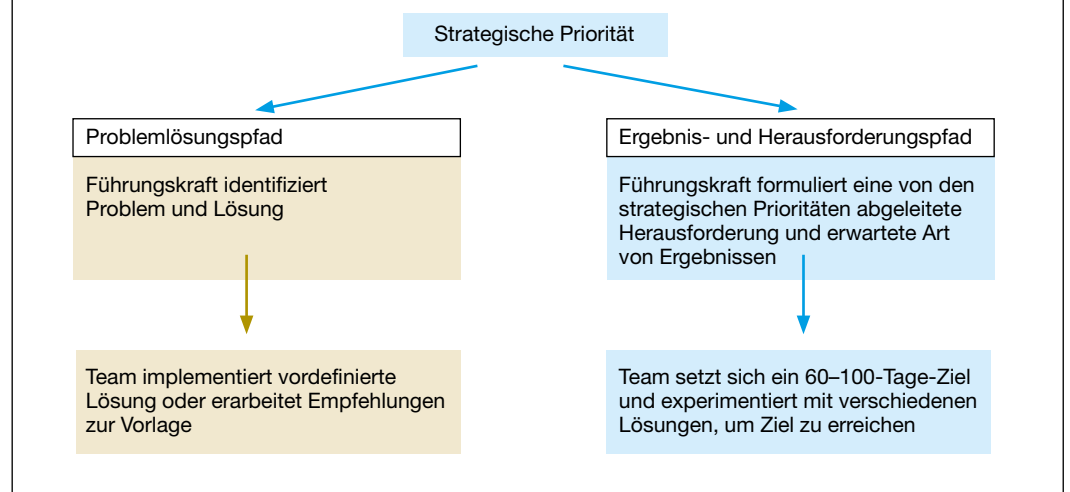 Strategische Priorität
Problemlösungspfad
Führungskraft identifiziert
Problem und Lösung
Team implementiert vordefinierte
Lösung oder erarbeitet Empfehlungen
zur Vorlage
Ergebnis- und Herausforderungspfad
Führungskraft formuliert eine von den
strategischen Prioritäten abgeleitete
Herausforderung und erwartete Art
von Ergebnissen
Team setzt sich ein 60–100-Tage-Ziel
und experimentiert mit verschiedenen
Lösungen, um Ziel zu erreichen